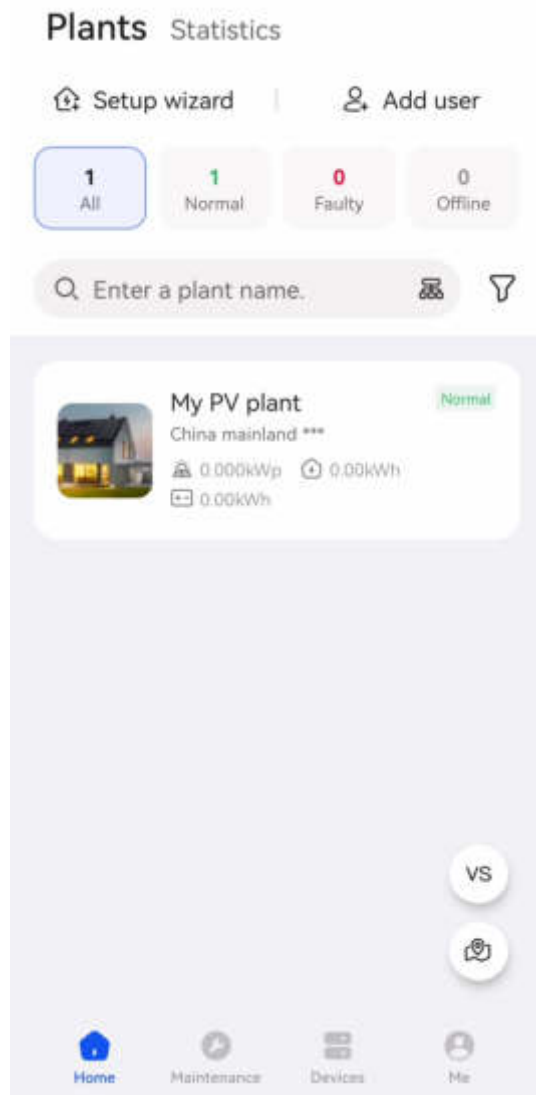 Plants Statistics
Setup wizard Add user
1 1 0 0
All Normal Faulty Offline
Enter a plant name.
My PV plant Normal
China mainland ***
0.000kWp 0.00kWh
0.00kWh
VS
Home Maintenance Devices Me